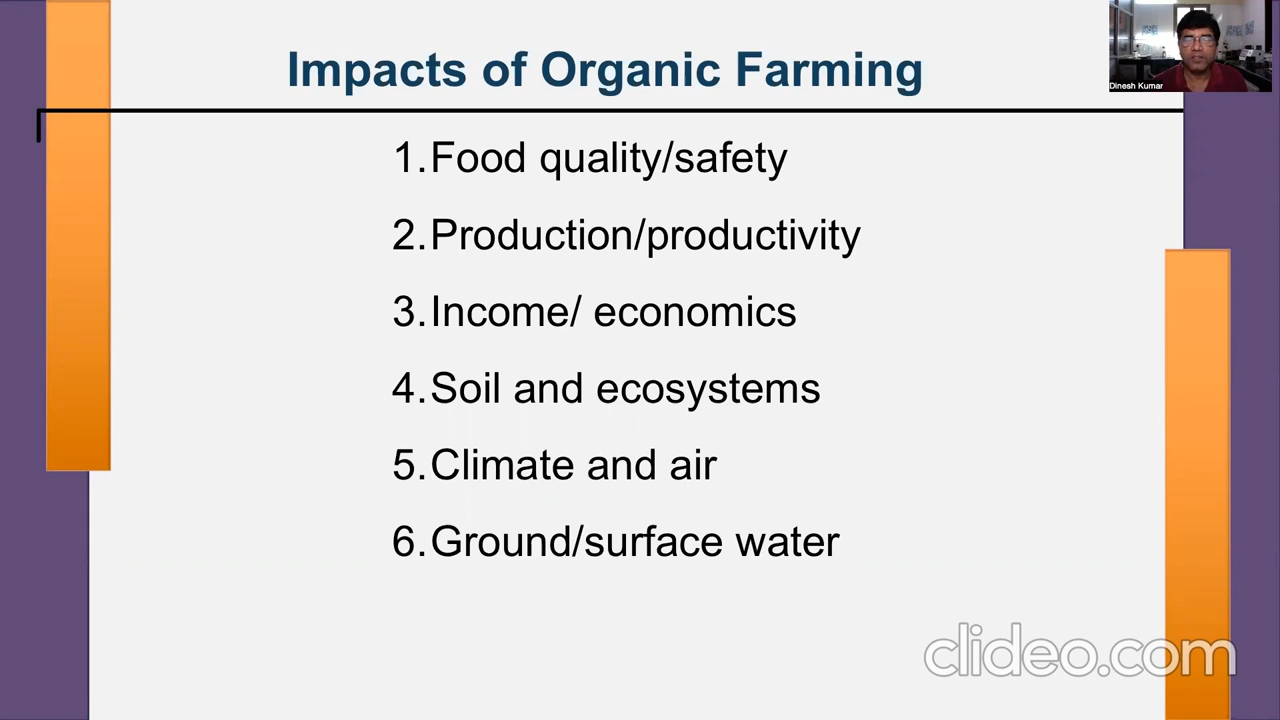 Impacts of Organic Farming
Dinesh Kumar
1.Food quality/safety
2.Production/productivity
3.Income/ economics
4.Soil and ecosystems
5.Climate and air
6.Ground/surface water
clideo.com